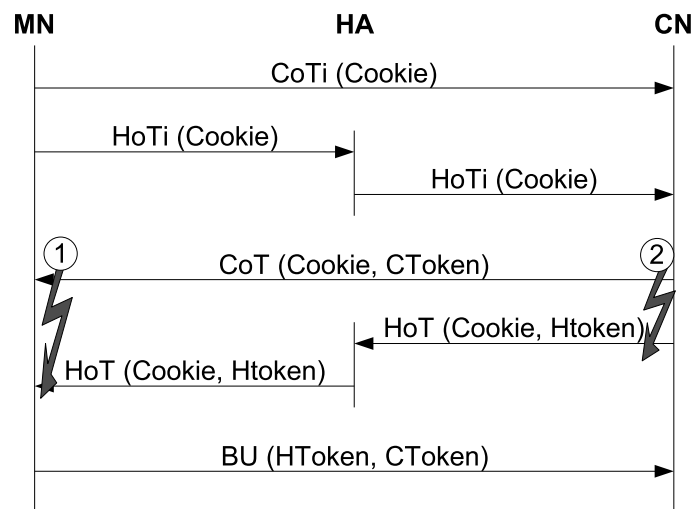 MN HA CN
CoTi (Cookie)
HoTi (Cookie)
HoTi (Cookie)
1 2
CoT (Cookie, CToken)
HoT (Cookie, Htoken)
HoT (Cookie, Htoken)
BU (HToken, CToken)